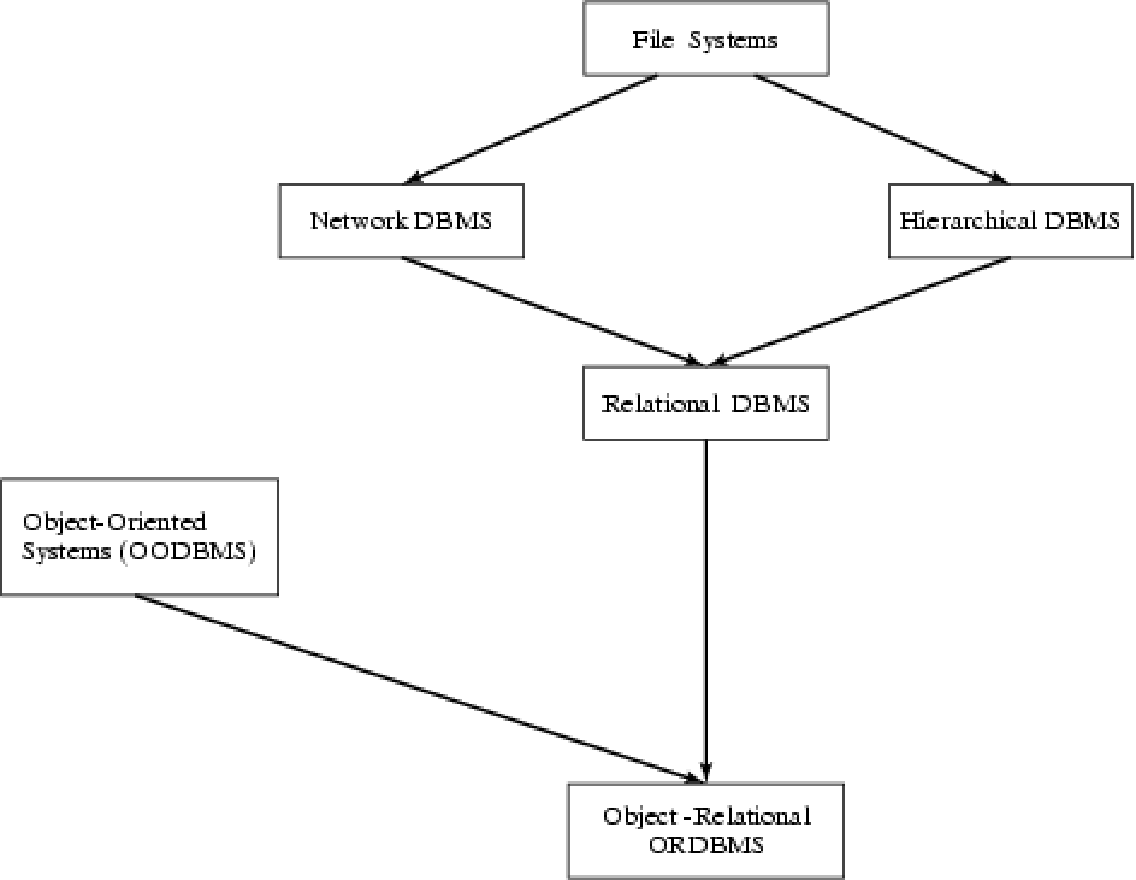 File Systems
Network DBMS
Hierarchical DBMS
Relational DBMS
Object-Oriented
Systems (OODBMS)
Object -Relational
ORDBMS